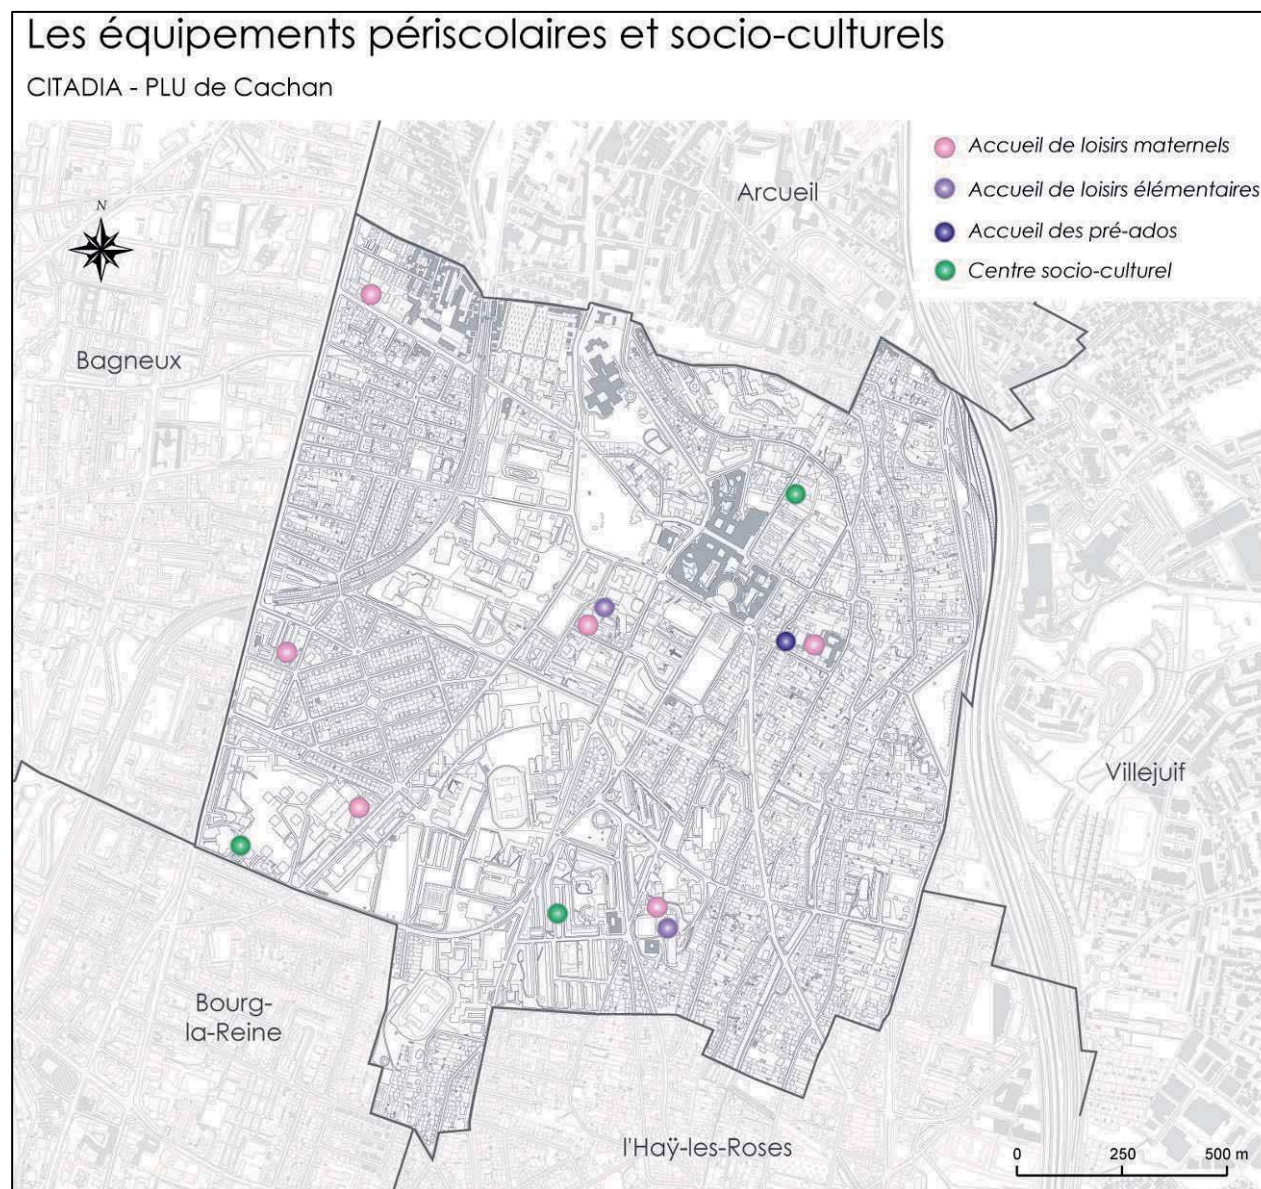 Les équipements périscolaires et socio-culturels
CITADIA - PLU de Cachan
Accueil de loisirs maternels
Accueil de loisirs élémentaires
Accueil des pré-ados
Centre socio-culturel
Arcueil
N
Bagneux
Villejuif
Bourg-
la-Reine
l'Haÿ-les-Roses
0 250 500 m